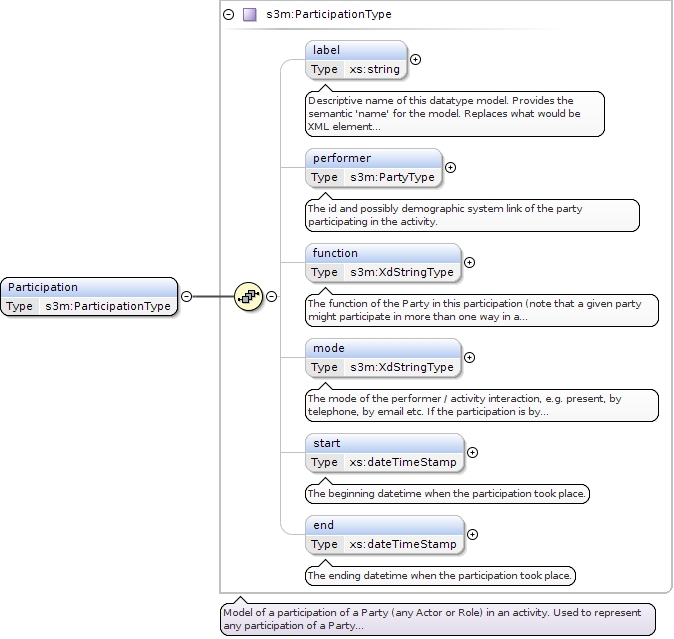 s3m:ParticipationType
label
Type xs:string
Descriptive name of this datatype model. Provides the
semantic 'name' for the model. Replaces what would be
XML element...
performer
Type s3m:PartyType
The id and possibly demographic system link of the party
participating in the activity.
function
Type s3m:XdStringType
The function of the Party in this participation (note that a given party
might participate in more than one way in a...
Participation
Type s3m:ParticipationType
mode
Type s3m:XdStringType
The mode of the performer / activity interaction, e.g. present, by
telephone, by email etc. If the participation is by...
start
Type xs:dateTimeStamp
The beginning datetime when the participation took place.
end
Type xs:dateTimeStamp
The ending datetime when the participation took place.
Model of a participation of a Party (any Actor or Role) in an activity. Used to represent
any participation of a Party...